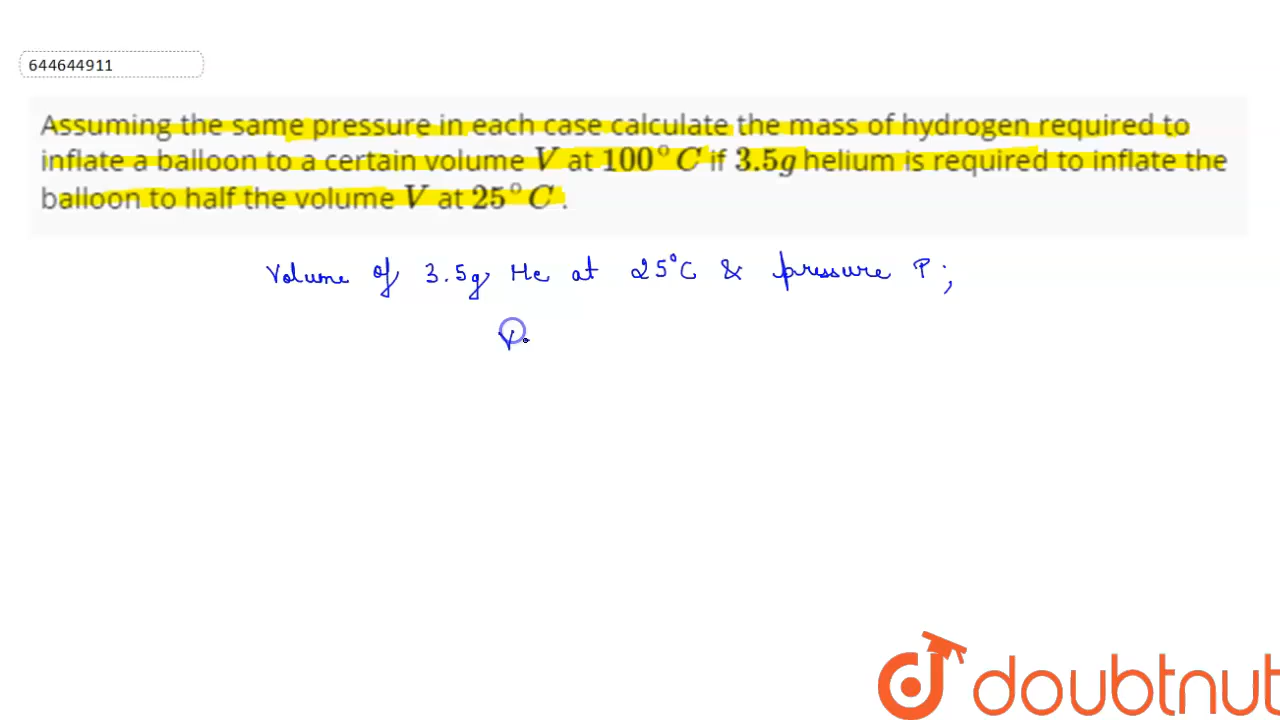 644644911
Assuming the same pressure in each case calculate the mass of hydrogen required to
inflate a balloon to a certain volume V at 100° C if 3.5g helium is required to inflate the
balloon to half the volume V at 25° C .
Volume of 3.5g He at 25°C & pressure P;
V
doubtnut